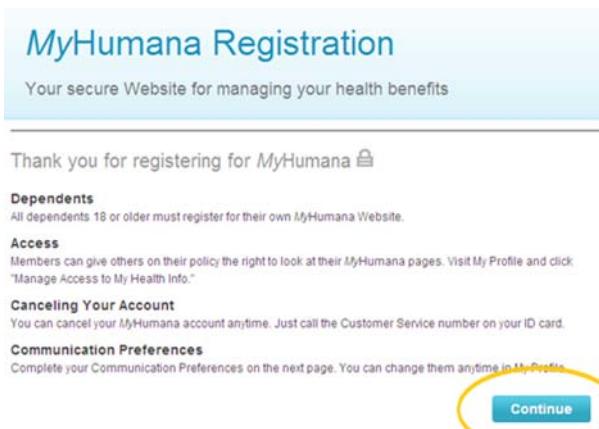 MyHumana Registration
Your secure Website for managing your health benefits
Thank you for registering for MyHumana
Dependents
All dependents 18 or older must register for their own MyHumana Website.
Access
Members can give others on their policy the right to look at their MyHumana pages. Visit My Profile and click
"Manage Access to My Health Info."
Canceling Your Account
You can cancel your MyHumana account anytime. Just call the Customer Service number on your ID card.
Communication Preferences
Complete your Communication Preferences on the next page. You can change them anytime in My Profile.
Continue